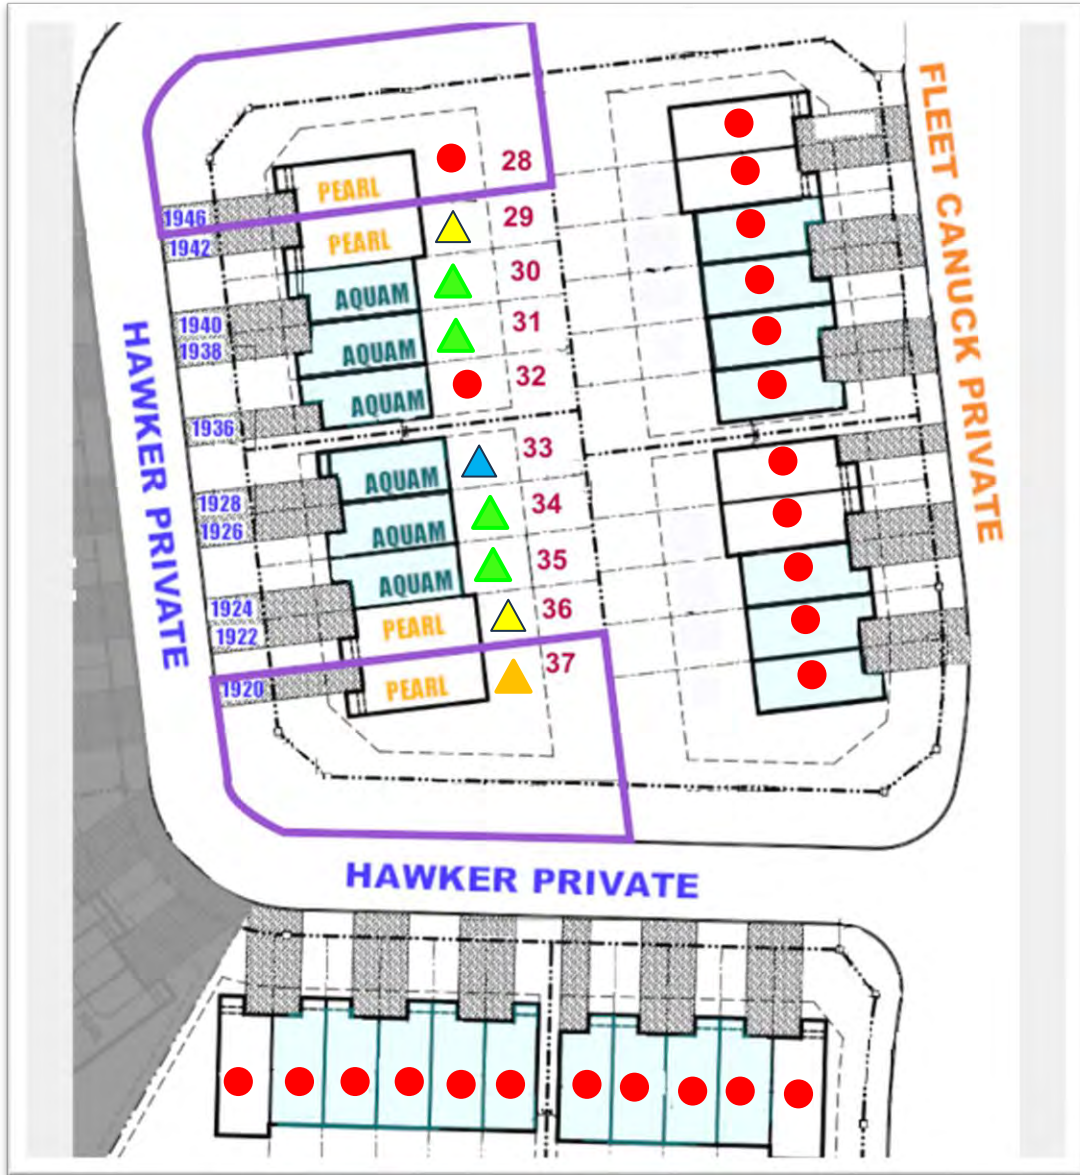 28
PEARL
1946
29
PEARL
1942
30
AQUAM
31
1940
AQUAM
1938
32
AQUAM
1936
33
AQUAM
1928
34
AQUAM
1926
35
AQUAM
1924
36
PEARL
1922
37
PEARL
1920
HAWKER PRIVATE
FLEET CANUCK PRIVATE
HAWKER PRIVATE